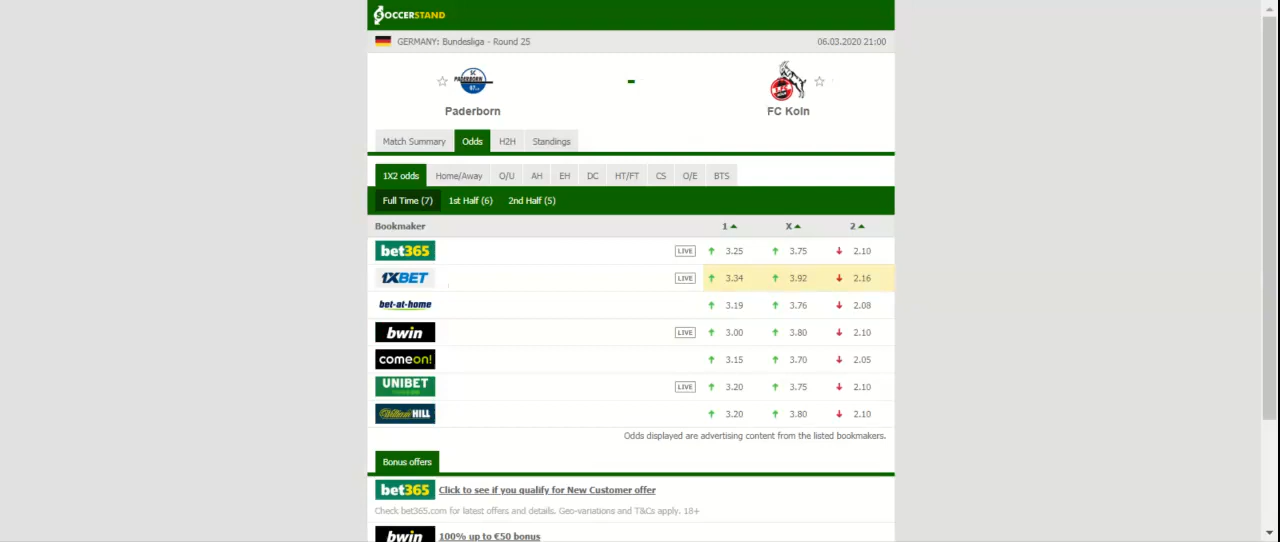 SOCCERSTAND
GERMANY: Bundesliga - Round 25 06.03.2020 21:00
SC PADERBORN 07
-
Paderborn FC Koln
Match Summary Odds H2H Standings
1X2 odds Home/Away O/U AH EH DC HT/FT CS O/E BTS
Full Time (7) 1st Half (6) 2nd Half (5)
Bookmaker 1 X 2
bet365 LIVE 3.25 3.75 2.10
1XBET LIVE 3.34 3.92 2.16
bet-at-home 3.19 3.76 2.08
bwin LIVE 3.00 3.80 2.10
comeon! 3.15 3.70 2.05
UNIBET LIVE 3.20 3.75 2.10
William HILL 3.20 3.80 2.10
Odds displayed are advertising content from the listed bookmakers.
Bonus offers
bet365 Click to see if you qualify for New Customer offer
Check bet365.com for latest offers and details. Geo-variations and T&Cs apply. 18+
bwin 100% up to €50 bonus